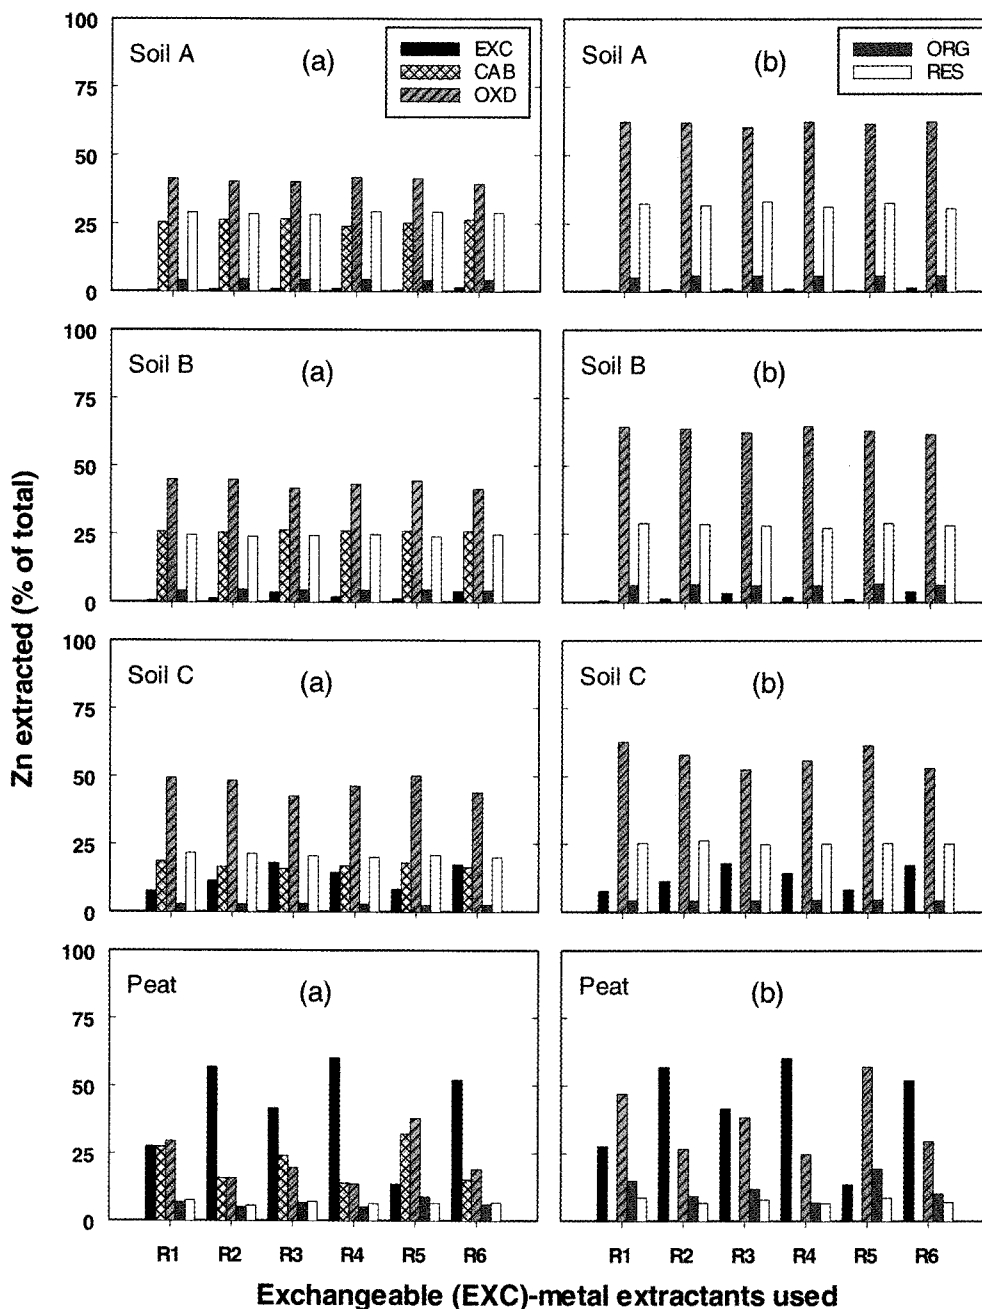 Zn extracted (% of total)
100
75
50
25
0
Soil A
(a)
EXC
CAB
OXD
Soil A
(b)
ORG
RES
100
75
50
25
0
Soil B
(a)
Soil B
(b)
100
75
50
25
0
Soil C
(a)
Soil C
(b)
100
75
50
25
0
Peat
(a)
Peat
(b)
R1 R2 R3 R4 R5 R6
R1 R2 R3 R4 R5 R6
Exchangeable (EXC)-metal extractants used